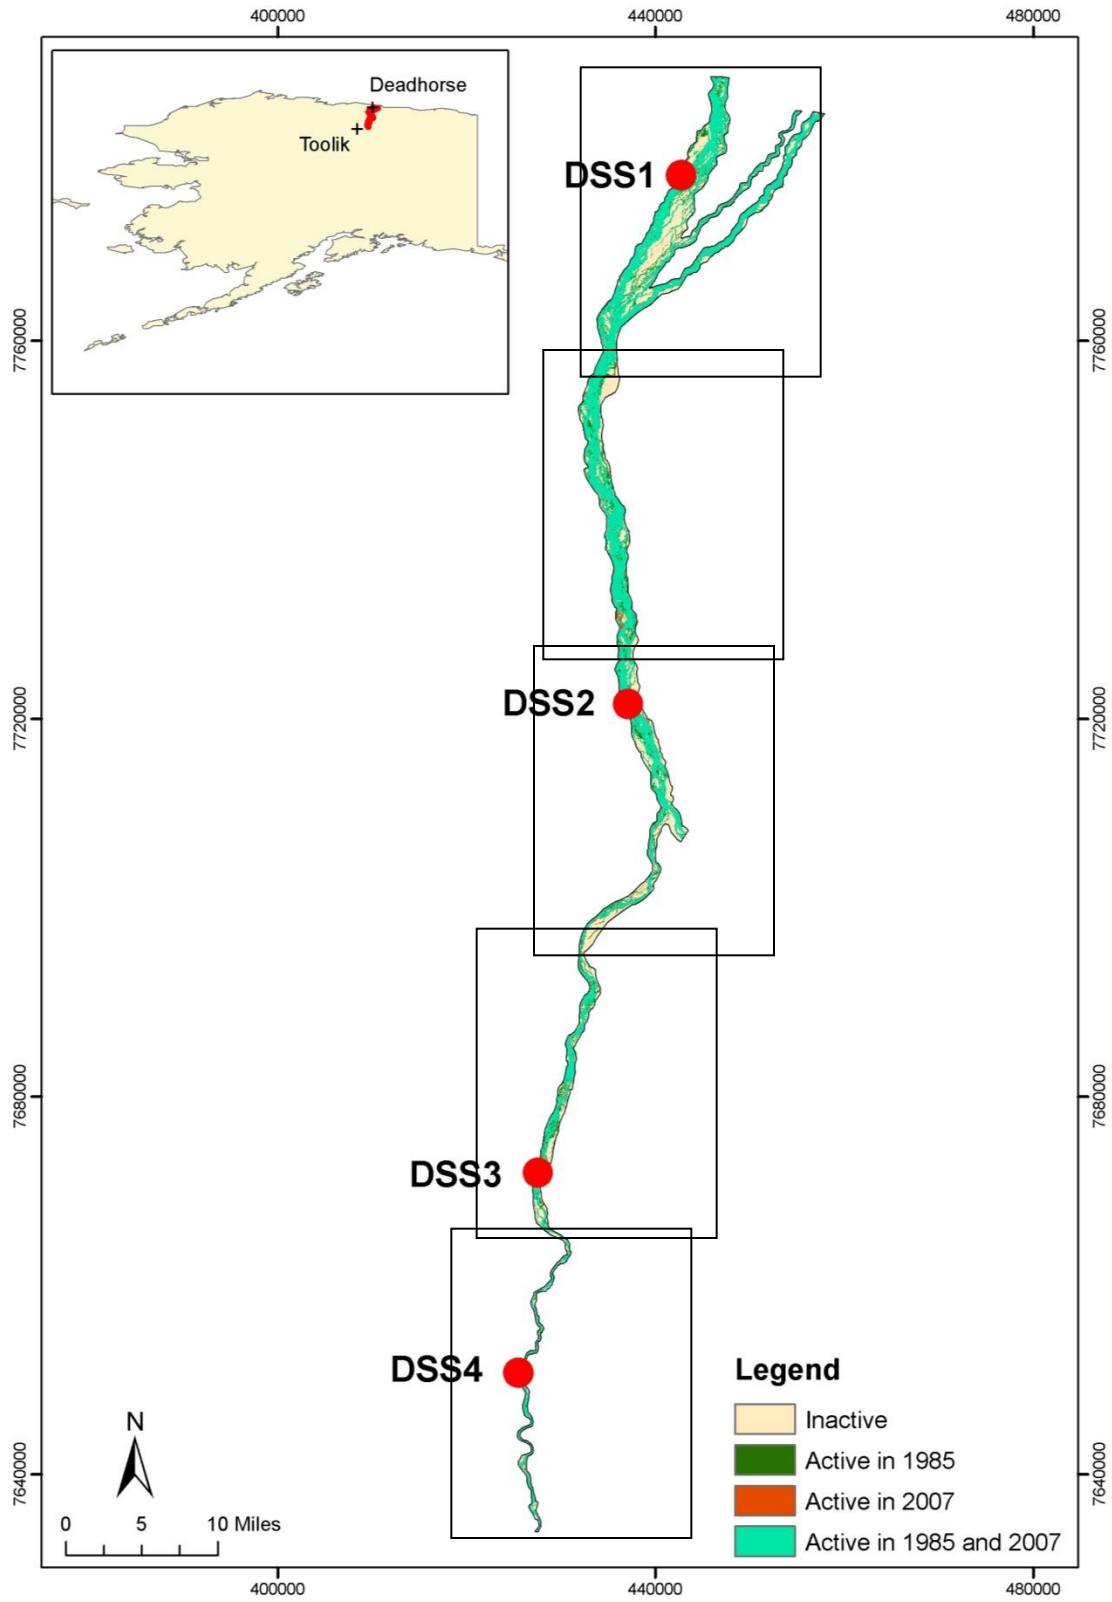 400000 440000 480000
Deadhorse
Toolik
DSS1
7760000 7760000
DSS2
7720000 7720000
7680000 7680000
DSS3
DSS4
Legend
Inactive
Active in 1985
Active in 2007
Active in 1985 and 2007
N
0 5 10 Miles
7640000 7640000
400000 440000 480000